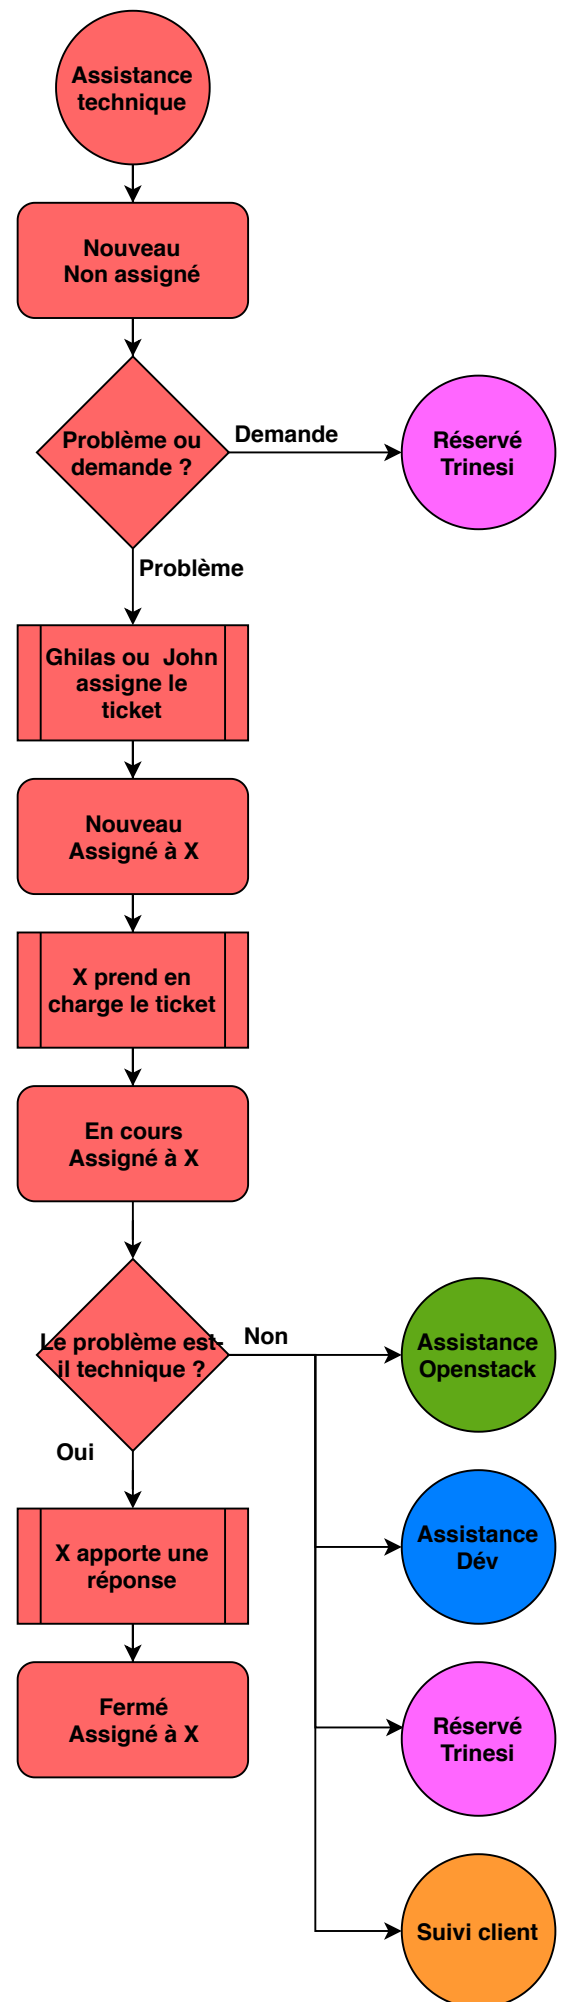 Assistance
technique
Nouveau
Non assigné
Problème ou
demande ?
Demande
Réservé
Trinesi
Problème
Ghilas ou  John
assigne le
ticket
Nouveau
Assigné à X
X prend en
charge le ticket
En cours
Assigné à X
Le problème est-
il technique ?
Non
Assistance
Openstack
Oui
Assistance
Dév
X apporte une
réponse
Fermé
Assigné à X
Réservé
Trinesi
Suivi client